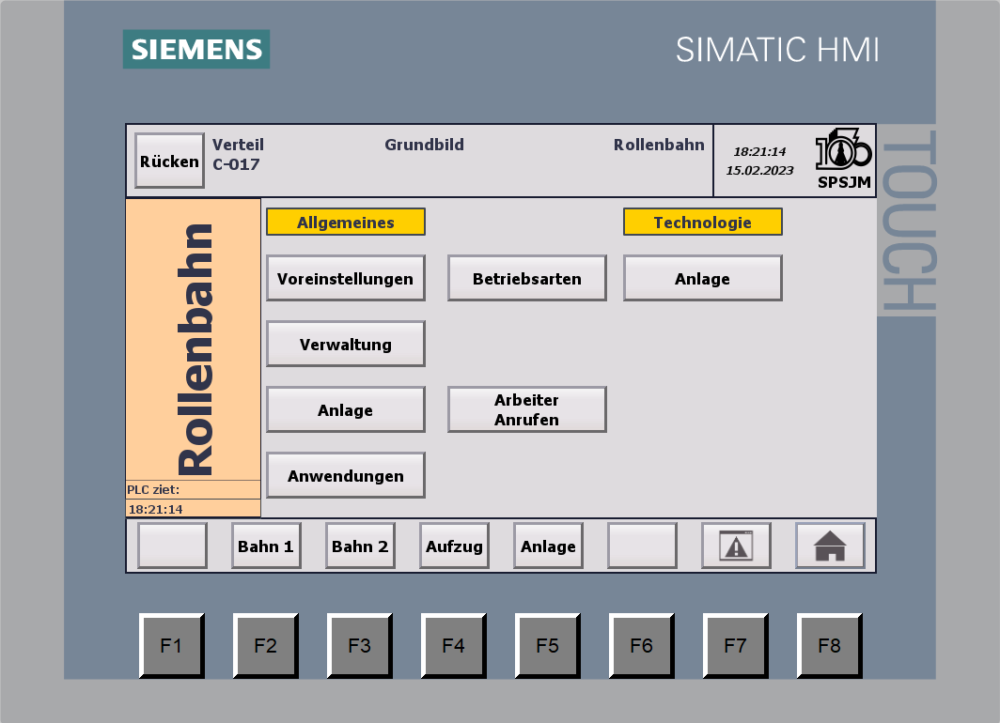 SIEMENS
SIMATIC HMI
TOUCH
Rücken
Verteil
C-017
Grundbild
Rollenbahn
18:21:14
15.02.2023
SPSJM
Rollenbahn
PLC ziet:
18:21:14
Allgemeines
Technologie
Voreinstellungen
Betriebsarten
Anlage
Verwaltung
Anlage
Arbeiter
Anrufen
Anwendungen
Bahn 1
Bahn 2
Aufzug
Anlage
F1
F2
F3
F4
F5
F6
F7
F8